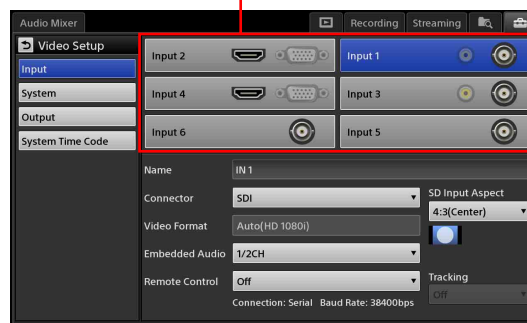 Audio Mixer
Recording
Streaming
Video Setup
Input
System
Output
System Time Code
Input 2
Input 1
Input 4
Input 3
Input 6
Input 5
Name
IN 1
Connector
SDI
SD Input Aspect
4:3(Center)
Video Format
Auto(HD 1080i)
Embedded Audio
1/2CH
Remote Control
Off
Tracking
Off
Connection: Serial Baud Rate: 38400bps